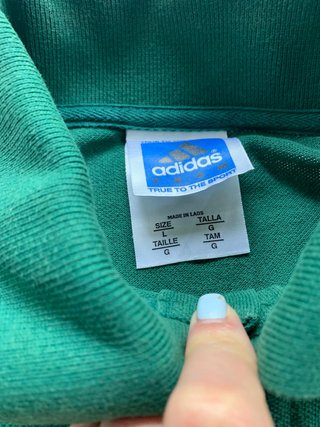 adidas
TRUE TO THE SPORT
MADE IN LAOS
SIZE TALLA
L G
TAILLE TAM
G G